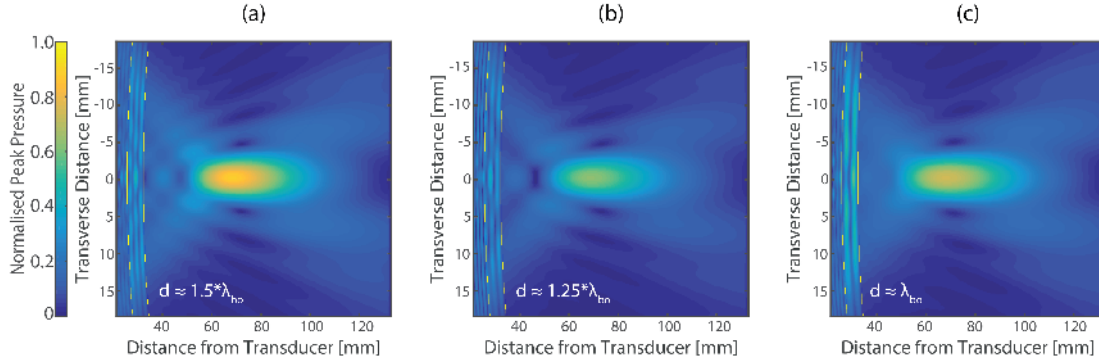 (a)
(b)
(c)
Normalised Peak Pressure
1.0
0.8
0.6
0.4
0.2
0
Transverse Distance [mm]
-15
-10
-5
0
5
10
15
d ≈ 1.5*λbo
40 60 80 100 120
Distance from Transducer [mm]
Transverse Distance [mm]
-15
-10
-5
0
5
10
15
d ≈ 1.25*λbo
40 60 80 100 120
Distance from Transducer [mm]
Transverse Distance [mm]
-15
-10
-5
0
5
10
15
d ≈ λbo
40 60 80 100 120
Distance from Transducer [mm]